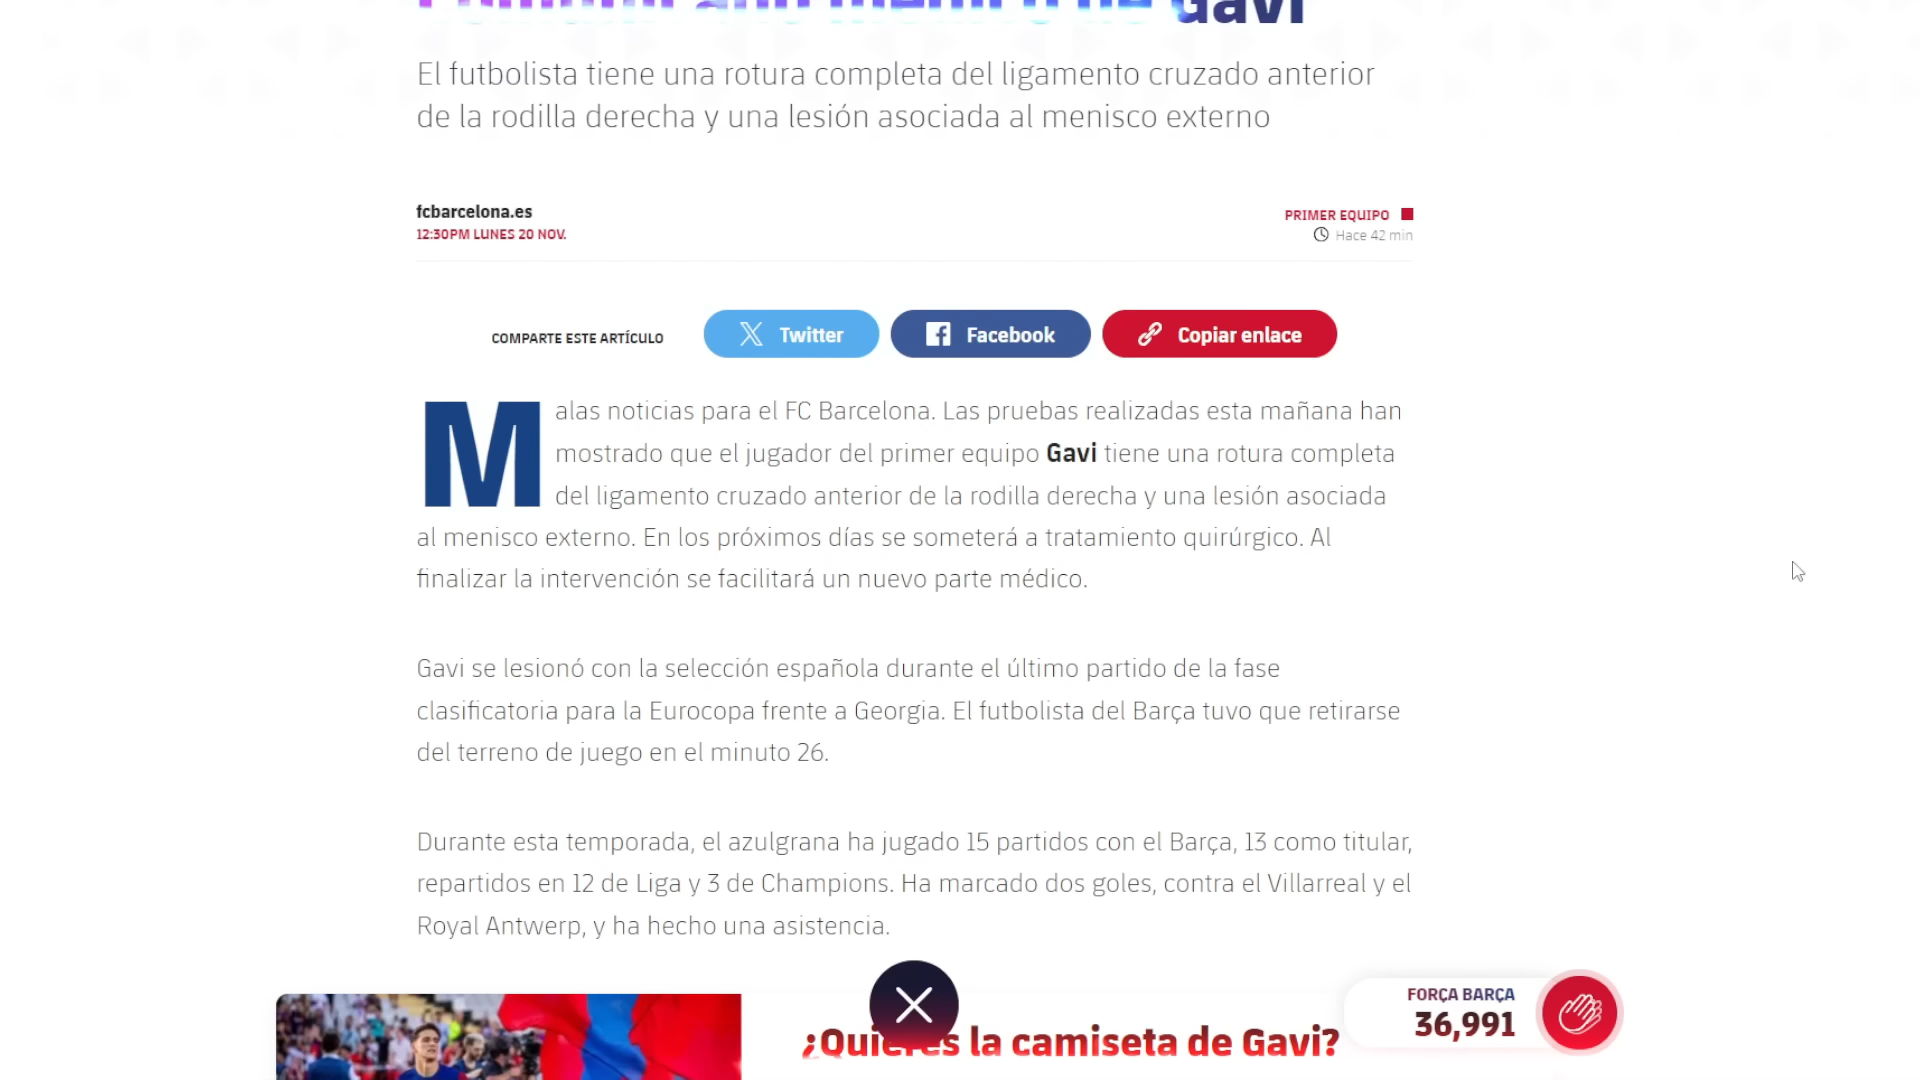 Gavi
El futbolista tiene una rotura completa del ligamento cruzado anterior
de la rodilla derecha y una lesión asociada al menisco externo
fcbarcelona.es
12:30PM LUNES 20 NOV.
PRIMER EQUIPO
Hace 42 min
COMPARTE ESTE ARTÍCULO
Twitter
Facebook
Copiar enlace
Malas noticias para el FC Barcelona. Las pruebas realizadas esta mañana han
mostrado que el jugador del primer equipo Gavi tiene una rotura completa
del ligamento cruzado anterior de la rodilla derecha y una lesión asociada
al menisco externo. En los próximos días se someterá a tratamiento quirúrgico. Al
finalizar la intervención se facilitará un nuevo parte médico.
Gavi se lesionó con la selección española durante el último partido de la fase
clasificatoria para la Eurocopa frente a Georgia. El futbolista del Barça tuvo que retirarse
del terreno de juego en el minuto 26.
Durante esta temporada, el azulgrana ha jugado 15 partidos con el Barça, 13 como titular,
repartidos en 12 de Liga y 3 de Champions. Ha marcado dos goles, contra el Villarreal y el
Royal Antwerp, y ha hecho una asistencia.
FORÇA BARÇA
36,991
¿Quieres la camiseta de Gavi?